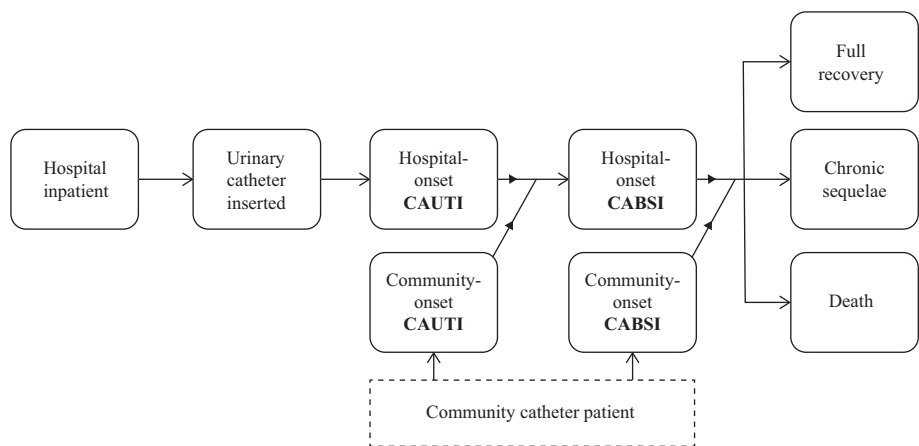 Full
recovery
Hospital
inpatient
Urinary
catheter
inserted
Hospital-
onset
CAUTI
Hospital-
onset
CABSI
Chronic
sequelae
Community-
onset
CAUTI
Community-
onset
CABSI
Death
Community catheter patient